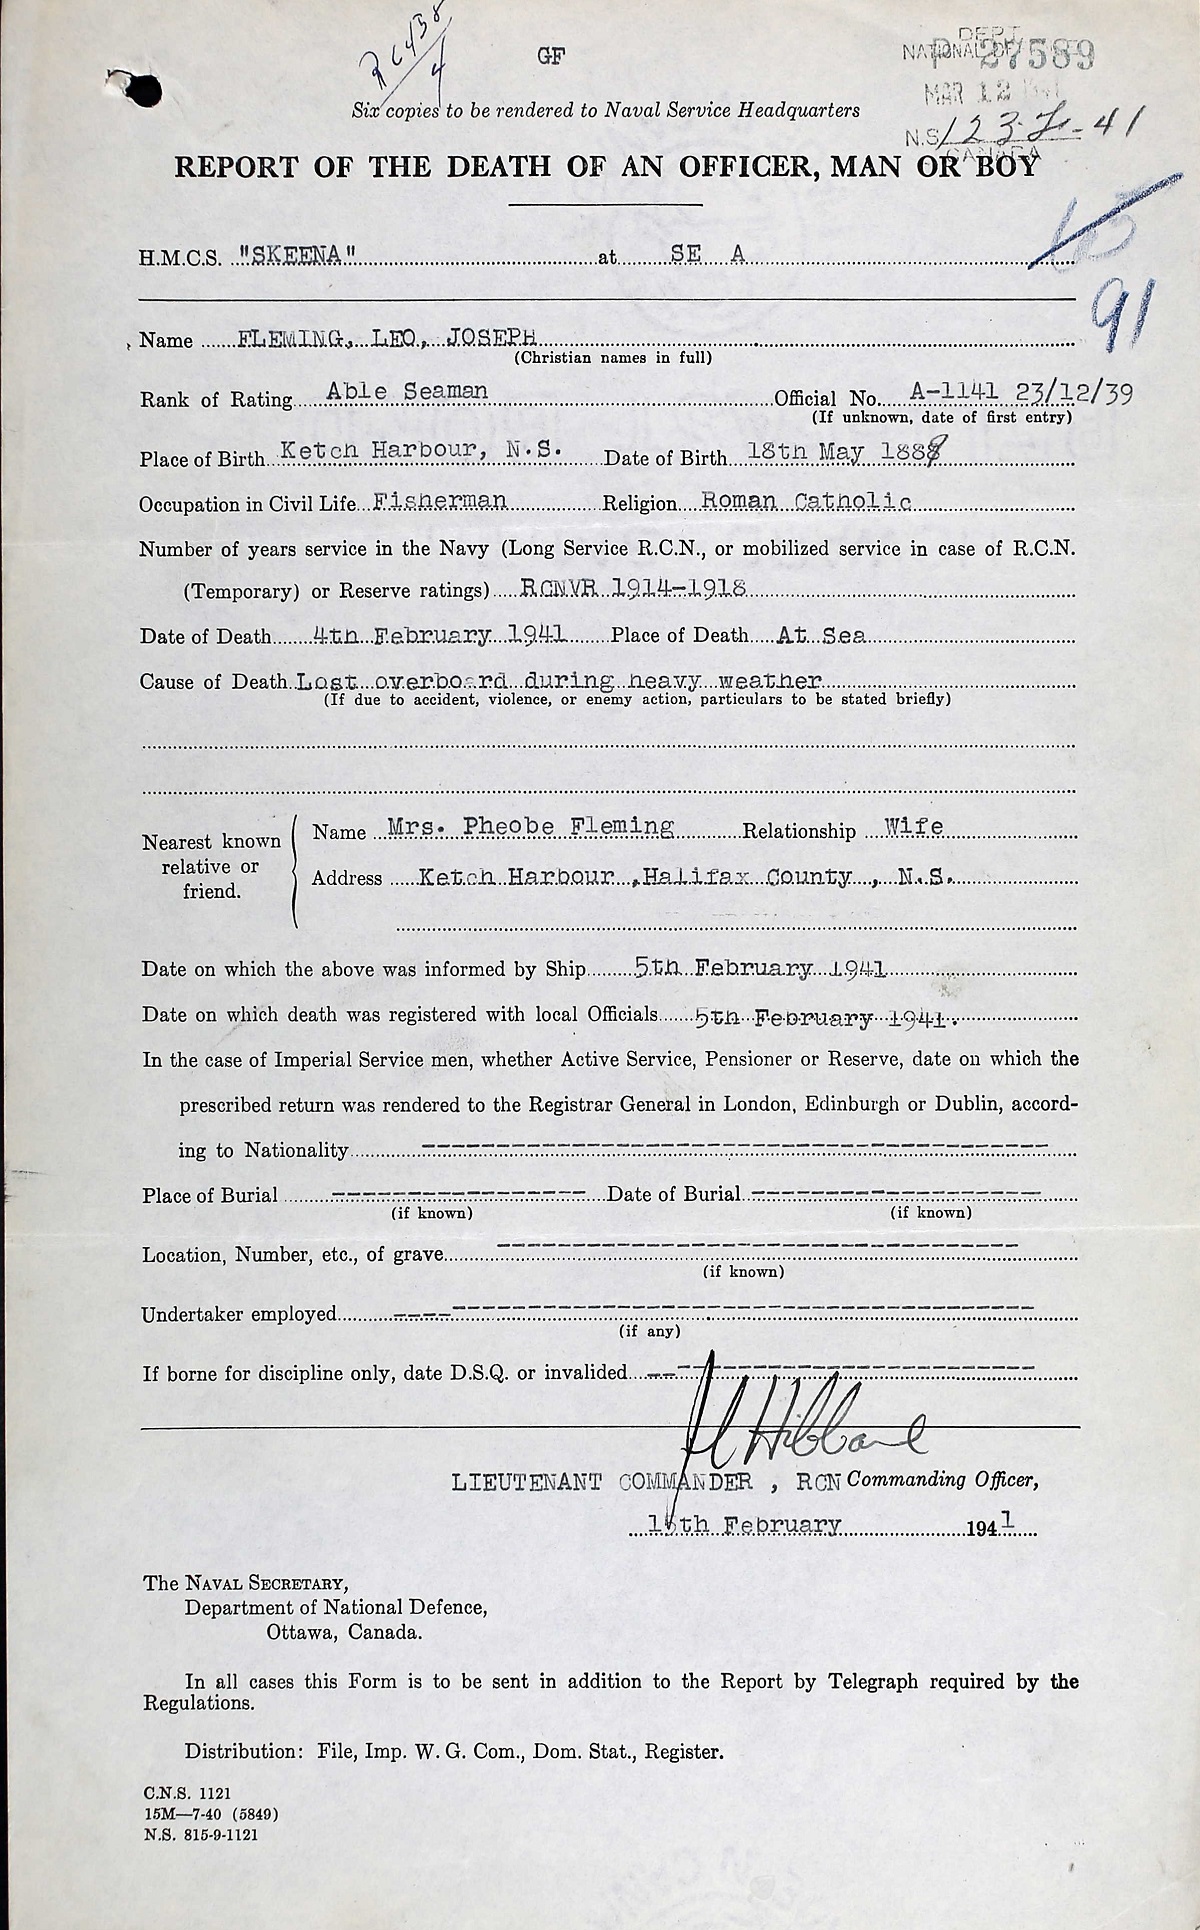 RC438
4
GF
DEPT
NATIONAL DEFENCE
P 27589
MAR 12 1941
Six copies to be rendered to Naval Service Headquarters
N.S. 123-F-41
CANADA
REPORT OF THE DEATH OF AN OFFICER, MAN OR BOY
H.M.C.S. "SKEENA" at SE A
91
Name FLEMING, LEO, JOSEPH
(Christian names in full)
Rank of Rating Able Seaman Official No. A-1141 23/12/39
(If unknown, date of first entry)
Place of Birth Ketch Harbour, N.S. Date of Birth 18th May 1889
Occupation in Civil Life Fisherman Religion Roman Catholic
Number of years service in the Navy (Long Service R.C.N., or mobilized service in case of R.C.N.
(Temporary) or Reserve ratings) RCNVR 1914-1918
Date of Death 4th February 1941 Place of Death At Sea
Cause of Death Lost overboard during heavy weather
(If due to accident, violence, or enemy action, particulars to be stated briefly)
Nearest known relative or friend.
Name Mrs. Pheobe Fleming Relationship Wife
Address Ketch Harbour ,Halifax County , N.S.
Date on which the above was informed by Ship 5th February 1941
Date on which death was registered with local Officials 5th February 1941.
In the case of Imperial Service men, whether Active Service, Pensioner or Reserve, date on which the
prescribed return was rendered to the Registrar General in London, Edinburgh or Dublin, accord-
ing to Nationality
Place of Burial Date of Burial
(if known) (if known)
Location, Number, etc., of grave
(if known)
Undertaker employed
(if any)
If borne for discipline only, date D.S.Q. or invalided
Hibbard
LIEUTENANT COMMANDER , RCN Commanding Officer,
th February 1941
The NAVAL SECRETARY,
Department of National Defence,
Ottawa, Canada.
In all cases this Form is to be sent in addition to the Report by Telegraph required by the
Regulations.
Distribution: File, Imp. W. G. Com., Dom. Stat., Register.
C.N.S. 1121
15M—7-40 (5849)
N.S. 815-9-1121